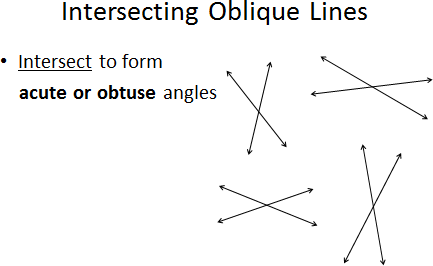 Intersecting Oblique Lines
• Intersect to form
acute or obtuse angles